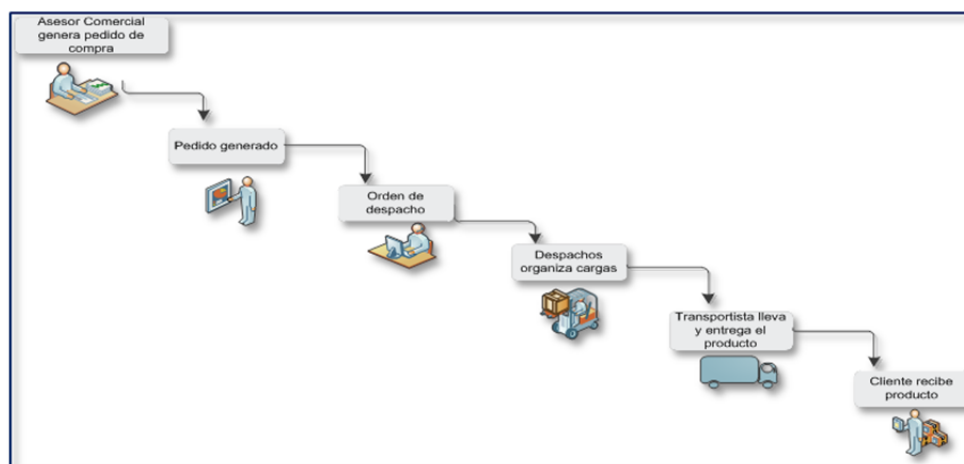 Asesor Comercial
genera pedido de
compra
Pedido generado
Orden de
despacho
Despachos
organiza cargas
Transportista lleva
y entrega el
producto
Cliente recibe
producto